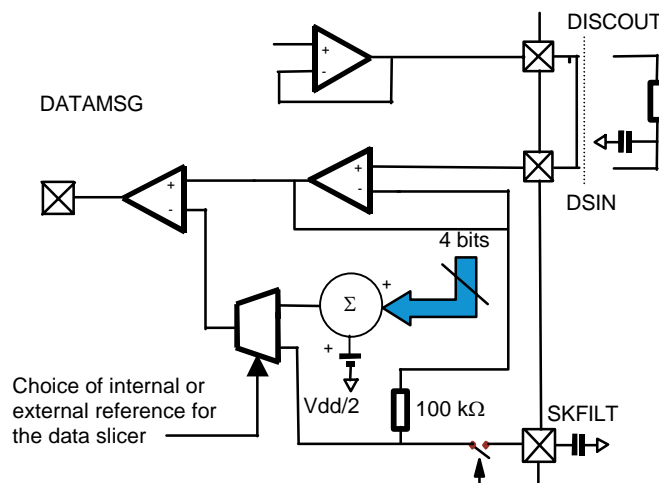 DISCOUT
+
-
DATAMSG
+
-
+
-
DSIN
4 bits
+
Σ
+
Vdd/2
Choice of internal or
external reference for
the data slicer
100 kΩ
SKFILT